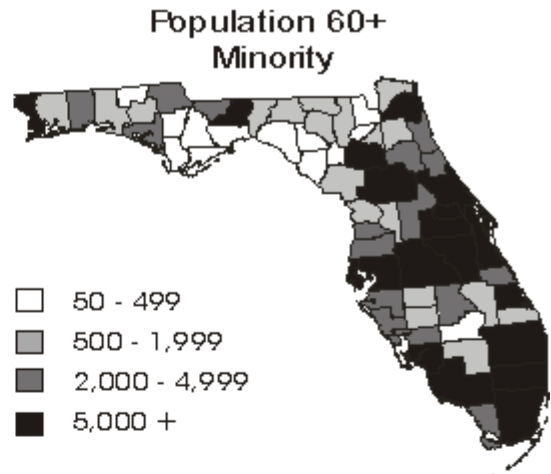 Population 60+
Minority
50 - 499
500 - 1,999
2,000 - 4,999
5,000 +